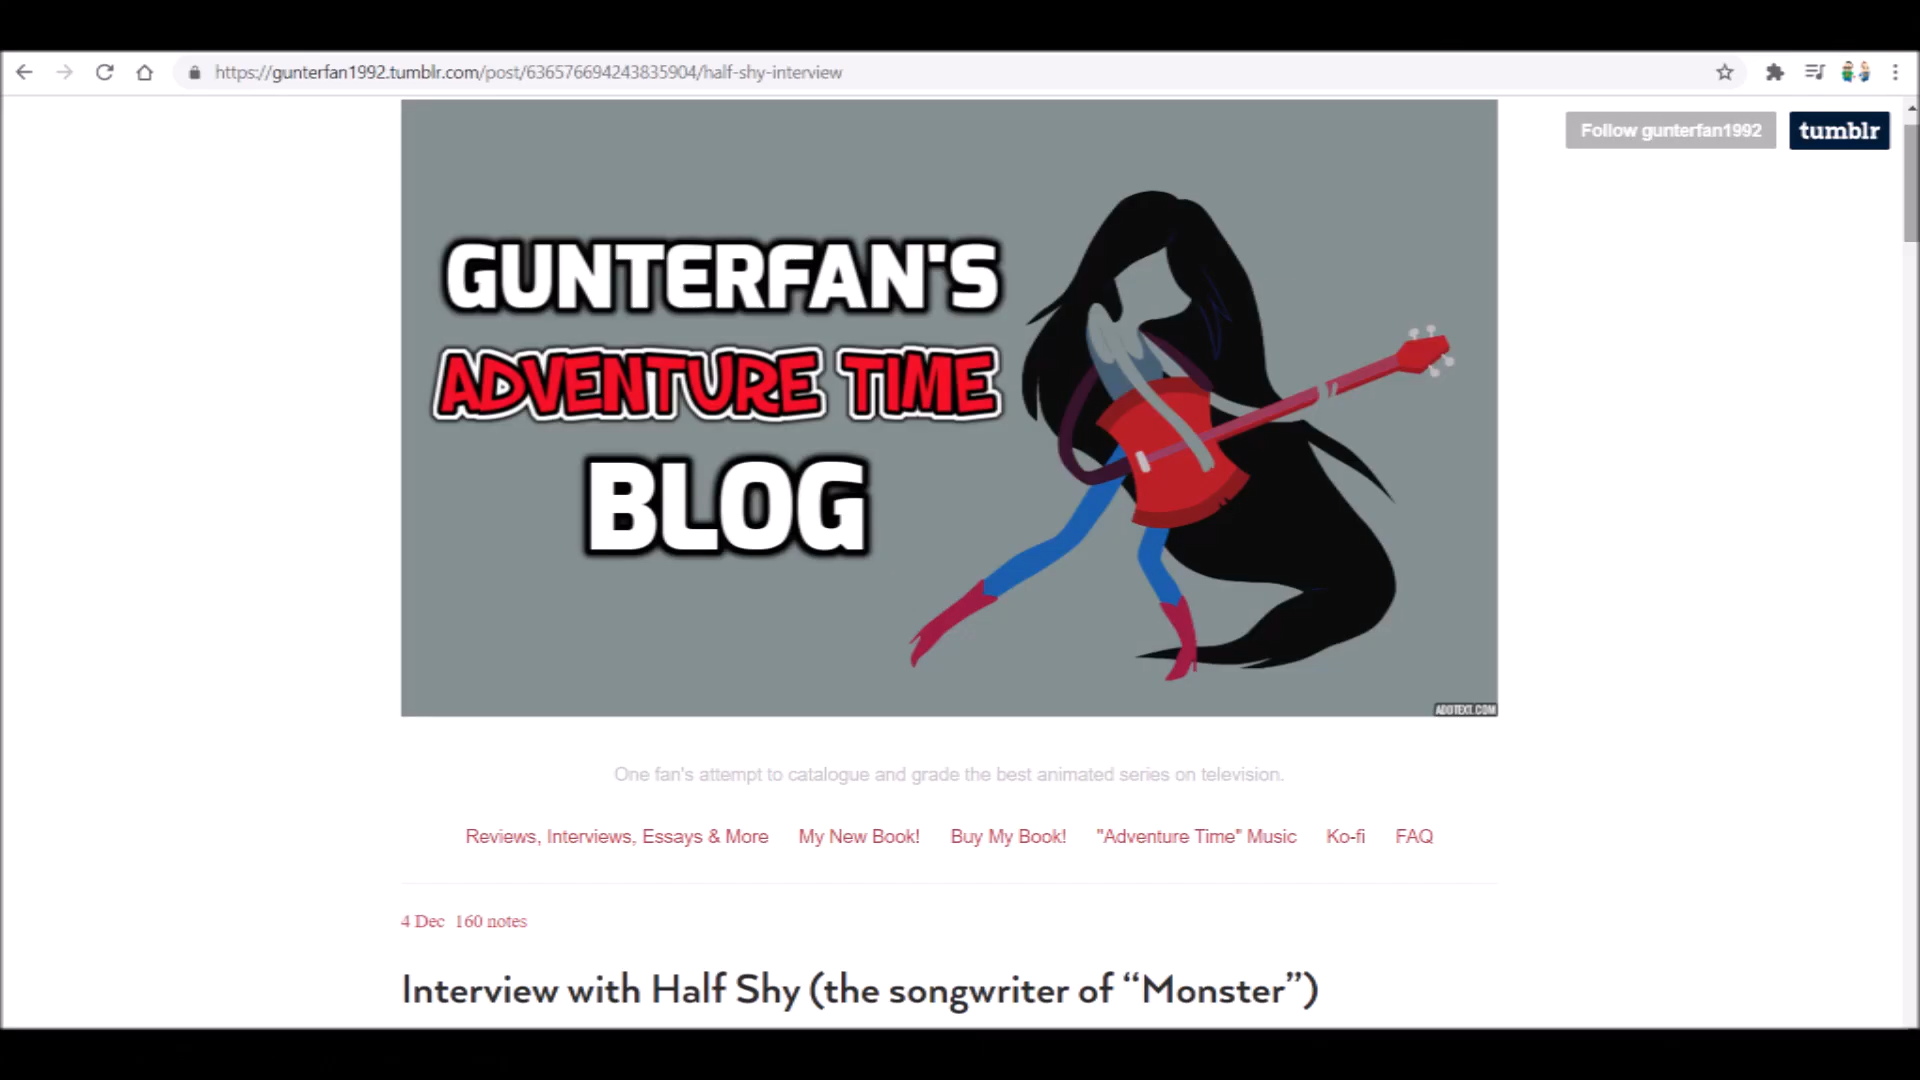 https://gunterfan1992.tumblr.com/post/636576694243835904/half-shy-interview
Follow gunterfan1992
tumblr
GUNTERFAN'S
ADVENTURE TIME
BLOG
ADDTEXT.COM
One fan's attempt to catalogue and grade the best animated series on television.
Reviews, Interviews, Essays & More My New Book! Buy My Book! "Adventure Time" Music Ko-fi FAQ
4 Dec 160 notes
Interview with Half Shy (the songwriter of “Monster”)